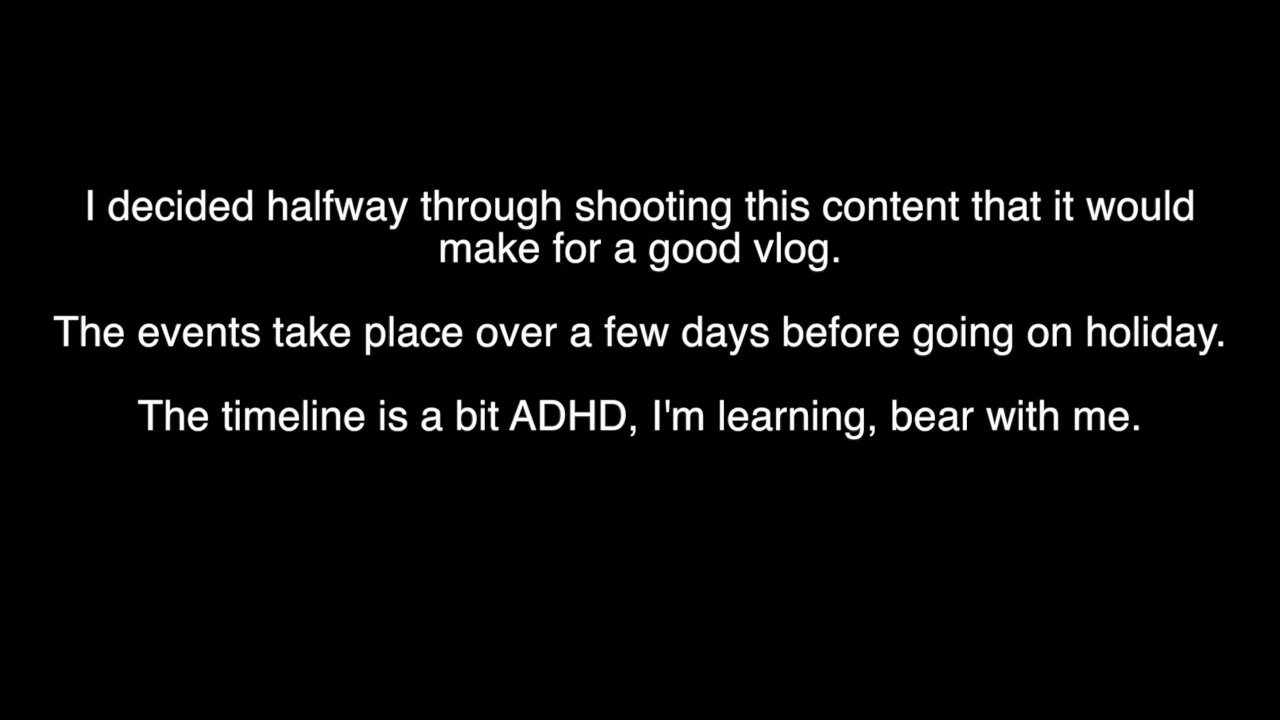 I decided halfway through shooting this content that it would
make for a good vlog.
The events take place over a few days before going on holiday.
The timeline is a bit ADHD, I'm learning, bear with me.